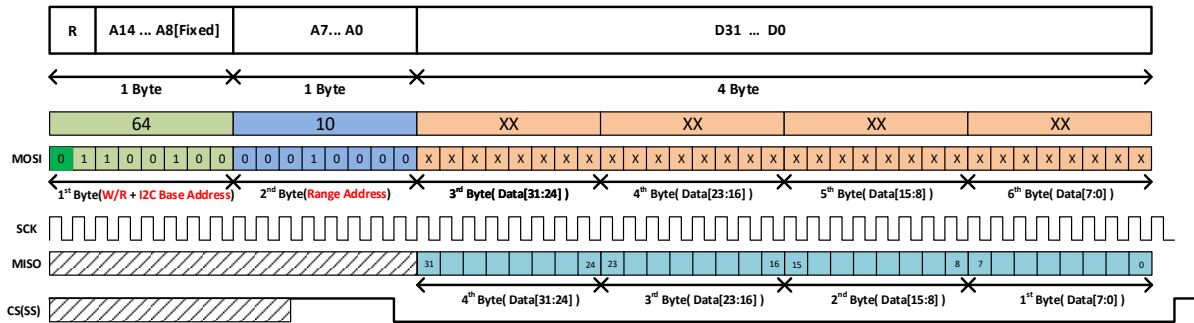 R A14 ... A8[Fixed] A7... A0 D31 ... D0
1 Byte 1 Byte 4 Byte
64 10 XX XX XX XX
MOSI 0 1 1 0 0 1 0 0 0 0 0 1 0 0 0 0 X X X X X X X X X X X X X X X X X X X X X X X X X X X X X X X X
1st Byte(W/R + I2C Base Address) 2nd Byte(Range Address) 3rd Byte( Data[31:24] ) 4th Byte( Data[23:16] ) 5th Byte( Data[15:8] ) 6th Byte( Data[7:0] )
SCK
MISO 31 24 23 16 15 8 7 0
4th Byte( Data[31:24] ) 3rd Byte( Data[23:16] ) 2nd Byte( Data[15:8] ) 1st Byte( Data[7:0] )
CS(SS)